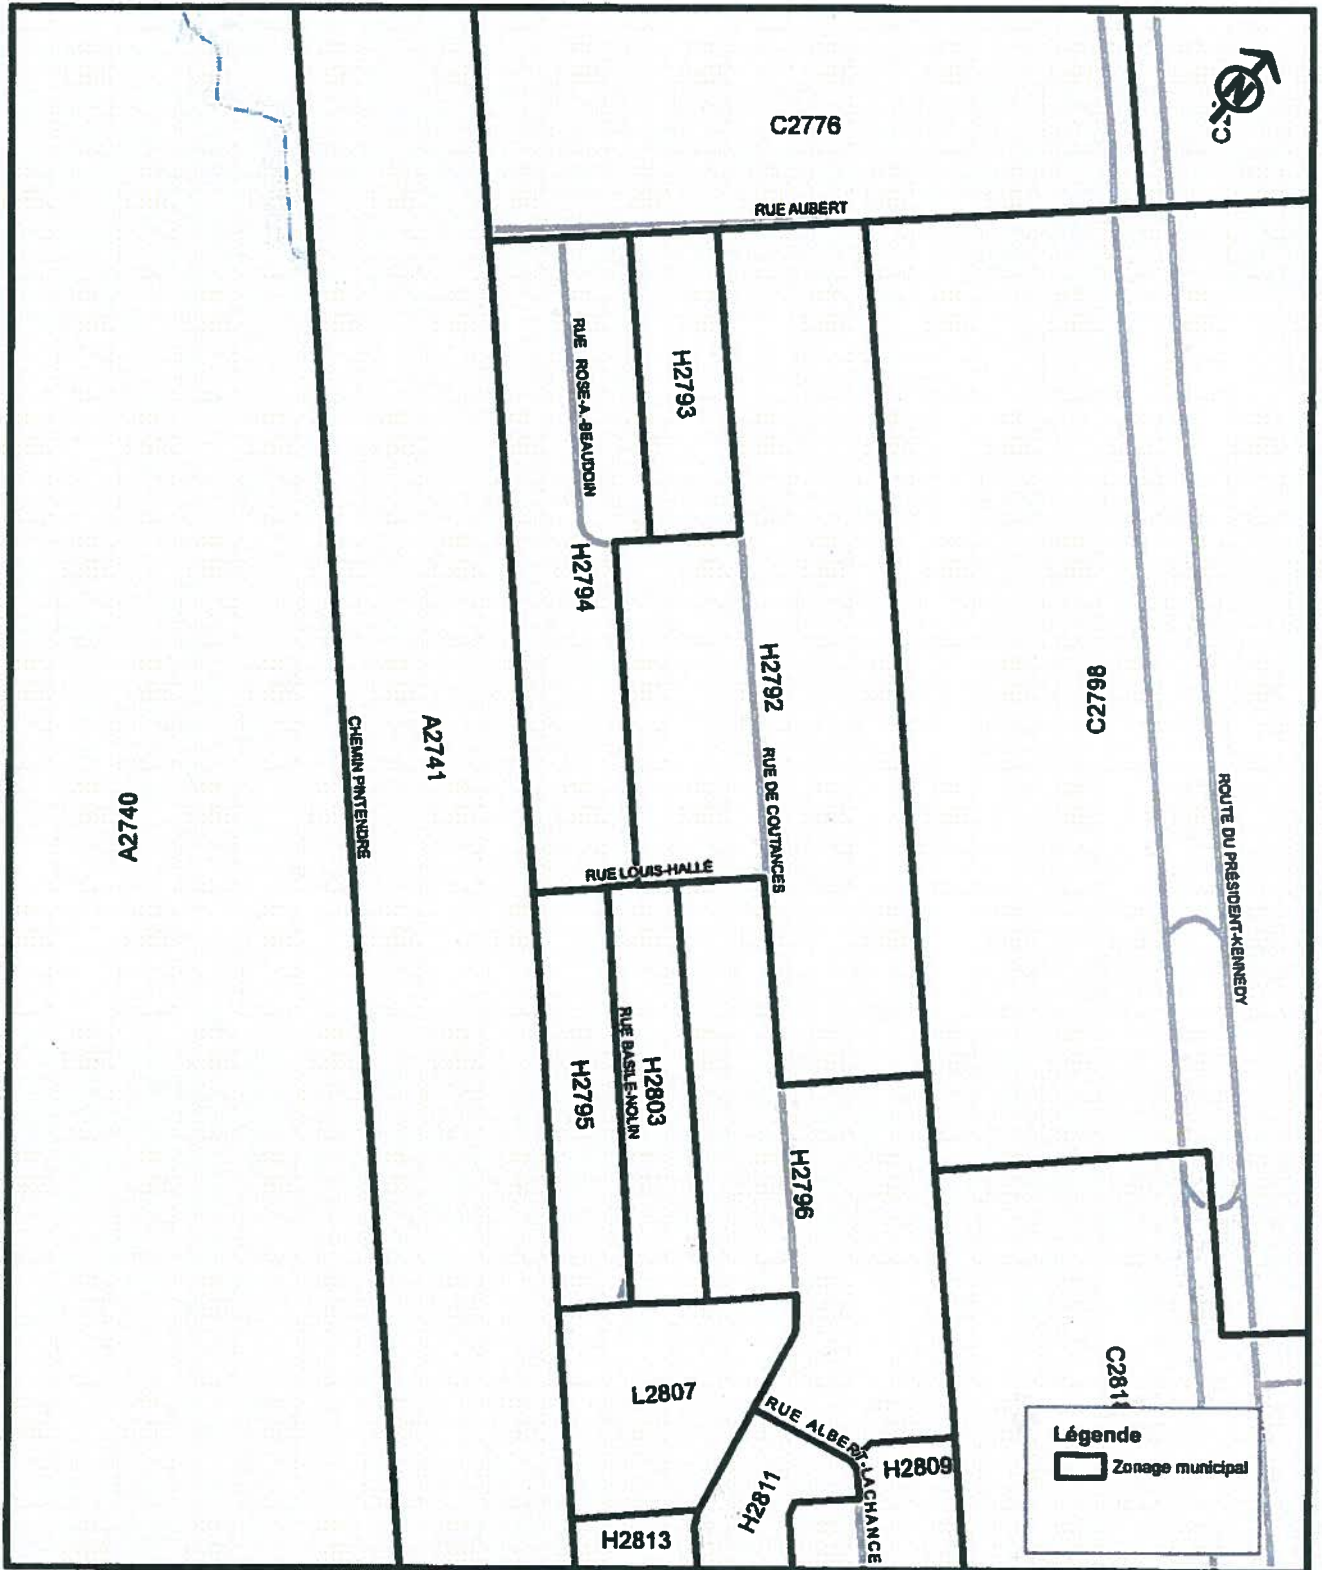 N
C2776
RUE AUBERT
RUE ROSE-A.-BEAUDOIN
H2793
H2794
H2792
RUE DE COUTANCES
C2798
ROUTE DU PRÉSIDENT-KENNEDY
A2741
CHEMIN PINTENDRE
A2740
RUE LOUIS-HALLÉ
RUE BASILE-NOLIN
H2803
H2795
H2796
L2807
RUE ALBERT-LACHANCE
H2809
H2811
H2813
Légende
Zonage municipal